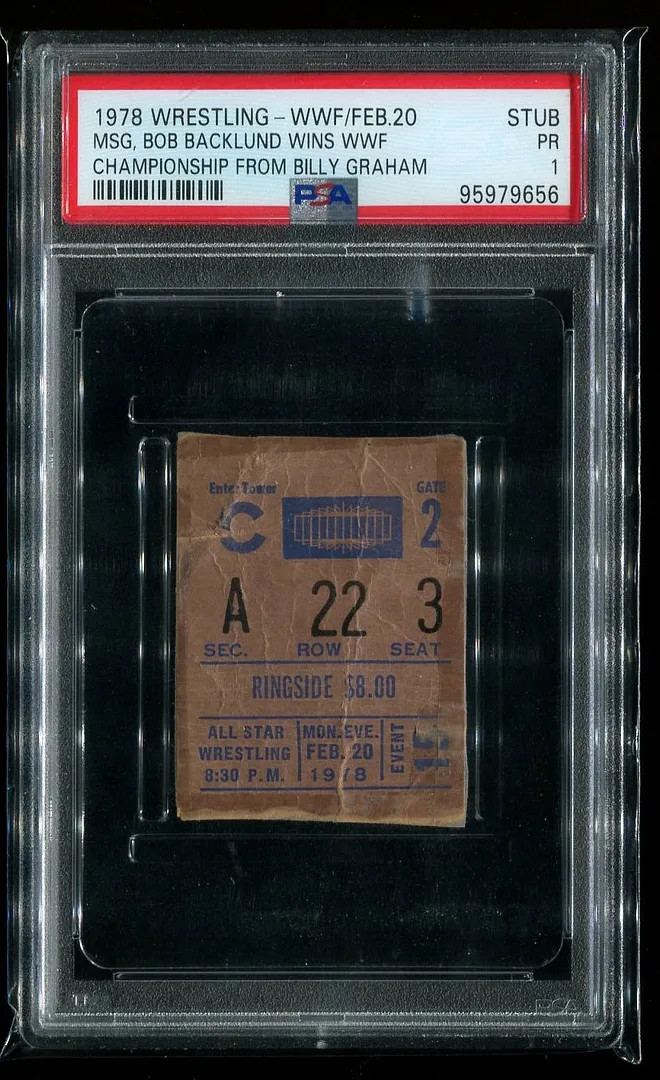 1978 WRESTLING - WWF/FEB.20 STUB
MSG, BOB BACKLUND WINS WWF PR
CHAMPIONSHIP FROM BILLY GRAHAM 1
PSA 95979656
Enter Tower GATE
C 2
A 22 3
SEC. ROW SEAT
RINGSIDE $8.00
ALL STAR MON. EVE. EVENT
WRESTLING FEB. 20 15
8:30 P.M. 1978
PSA